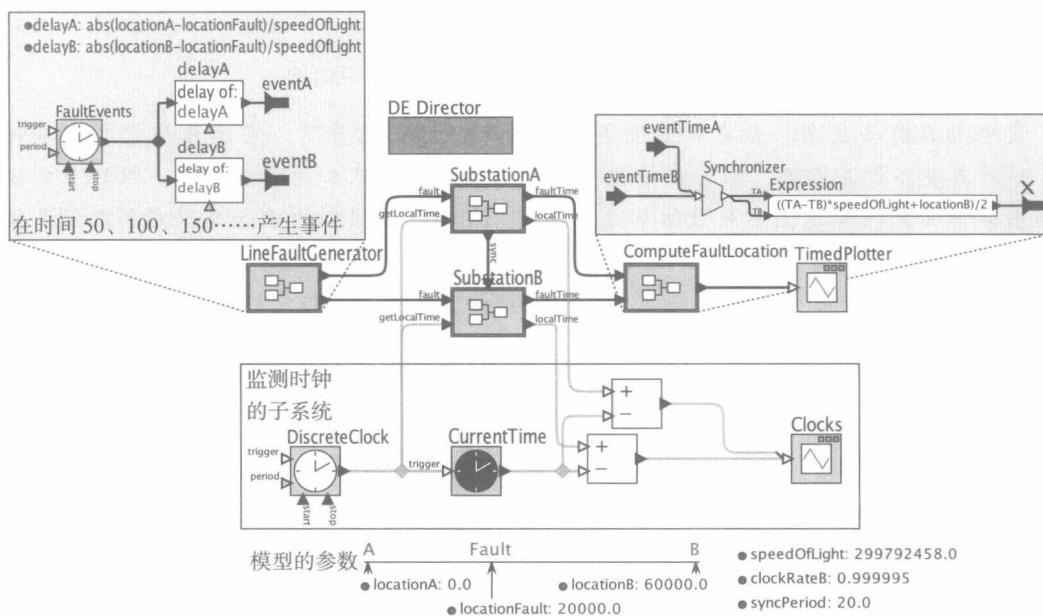 delayA: abs(locationA-locationFault)/speedOfLight
delayB: abs(locationB-locationFault)/speedOfLight
delayA
delay of:
delayA
eventA
FaultEvents
trigger
period
start
stop
delayB
delay of:
delayB
eventB
在时间 50、100、150……产生事件
DE Director
eventTimeA
eventTimeB
Synchronizer
TA
TB
Expression
((TA-TB)*speedOfLight+locationB)/2
X
LineFaultGenerator
SubstationA
fault
getLocalTime
faultTime
localTime
sync
SubstationB
fault
getLocalTime
faultTime
localTime
ComputeFaultLocation
TimedPlotter
监测时钟
的子系统
DiscreteClock
trigger
period
start
stop
CurrentTime
trigger
+
−
+
−
Clocks
模型的参数
A
Fault
B
locationA: 0.0
locationB: 60000.0
locationFault: 20000.0
speedOfLight: 299792458.0
clockRateB: 0.999995
syncPeriod: 20.0